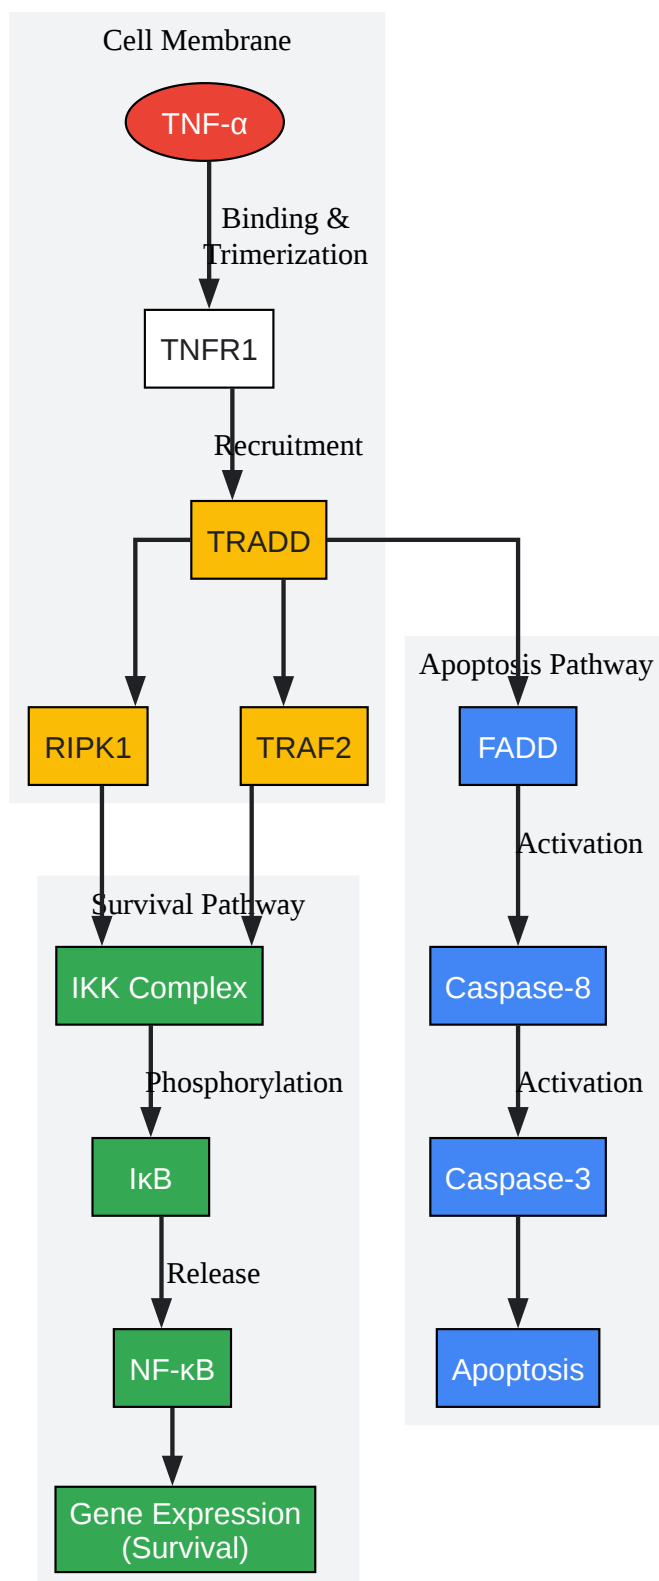 Cell Membrane
TNF-α
Binding &
Trimerization
TNFR1
Recruitment
TRADD
Apoptosis Pathway
RIPK1
TRAF2
FADD
Activation
Survival Pathway
IKK Complex
Caspase-8
Phosphorylation
Activation
IκB
Caspase-3
Release
NF-κB
Apoptosis
Gene Expression
(Survival)